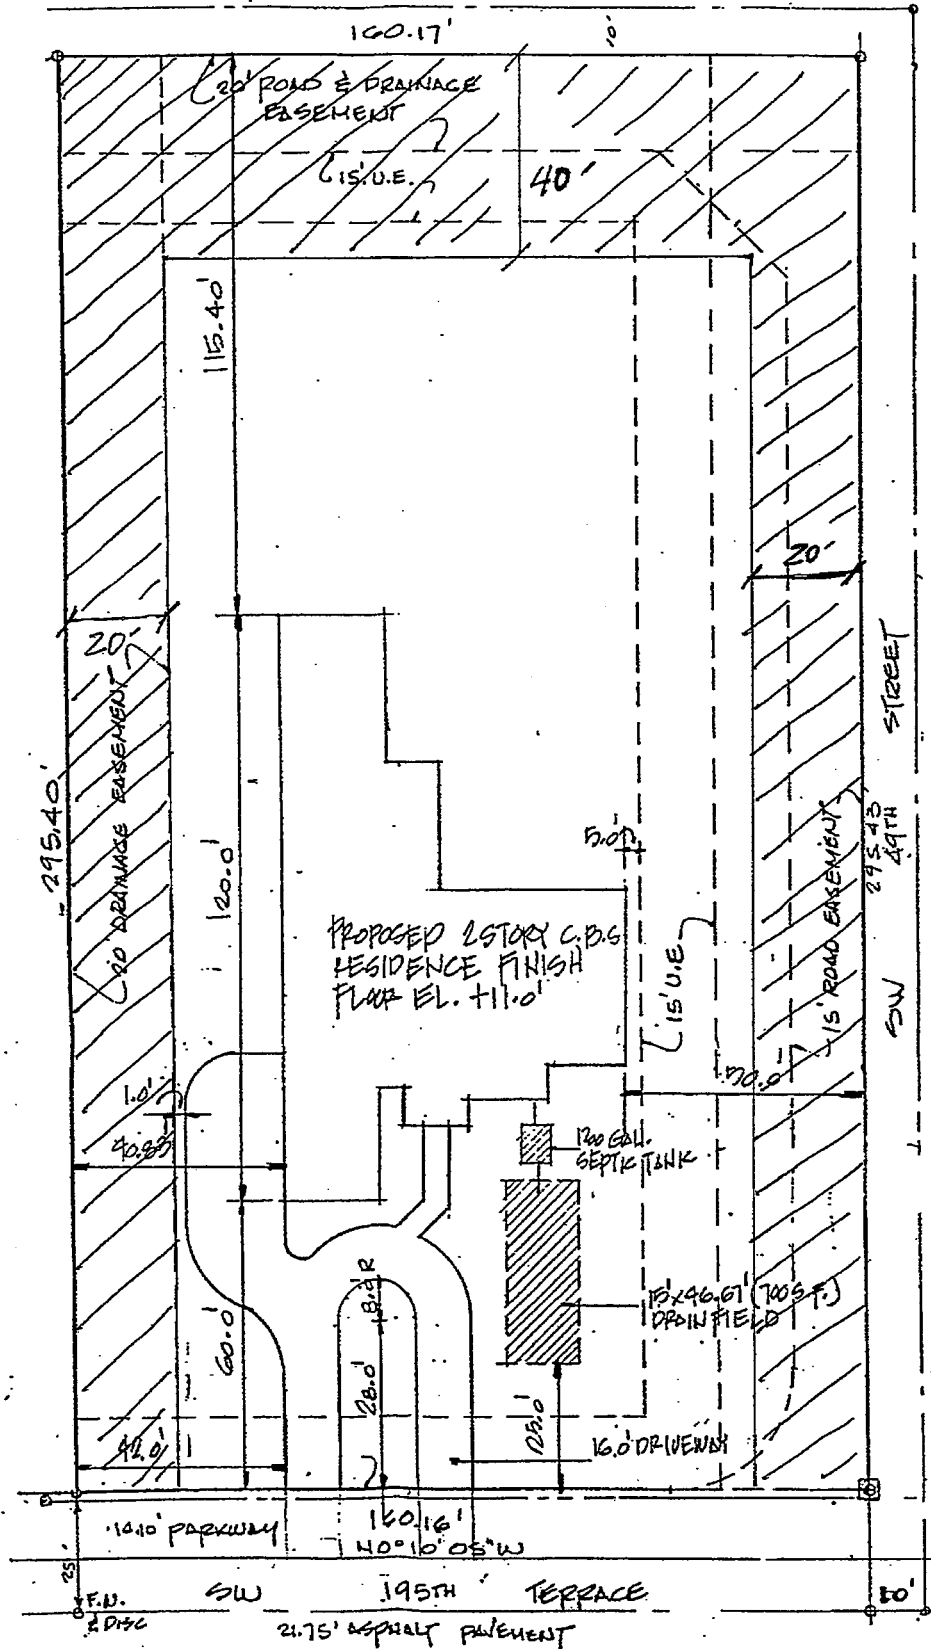 160.17'
10'
20' ROAD & DRAINAGE
EASEMENT
15' U.E.
40'
115.40'
20'
20'
STREET
49TH
SW
295.40'
20' DRAINAGE EASEMENT
120.0'
5.0'
295.43
15' ROAD EASEMENT
PROPOSED 2 STORY C.B.S
RESIDENCE FINISH
FLOOR EL. +11.0'
15' U.E.
50.0'
1.0'
40.83'
1200 GAL.
SEPTIC TANK
15'x46.67' (700 S.F.)
DRAINFIELD
8.2' R
60.0'
28.0'
25.0'
16.0' DRIVEWAY
42.0'
14.10' PARKWAY
160.16'
N0°10'05"W
25'
SW 195TH TERRACE
F.N.
& DISC
21.75' ASPHALT PAVEMENT